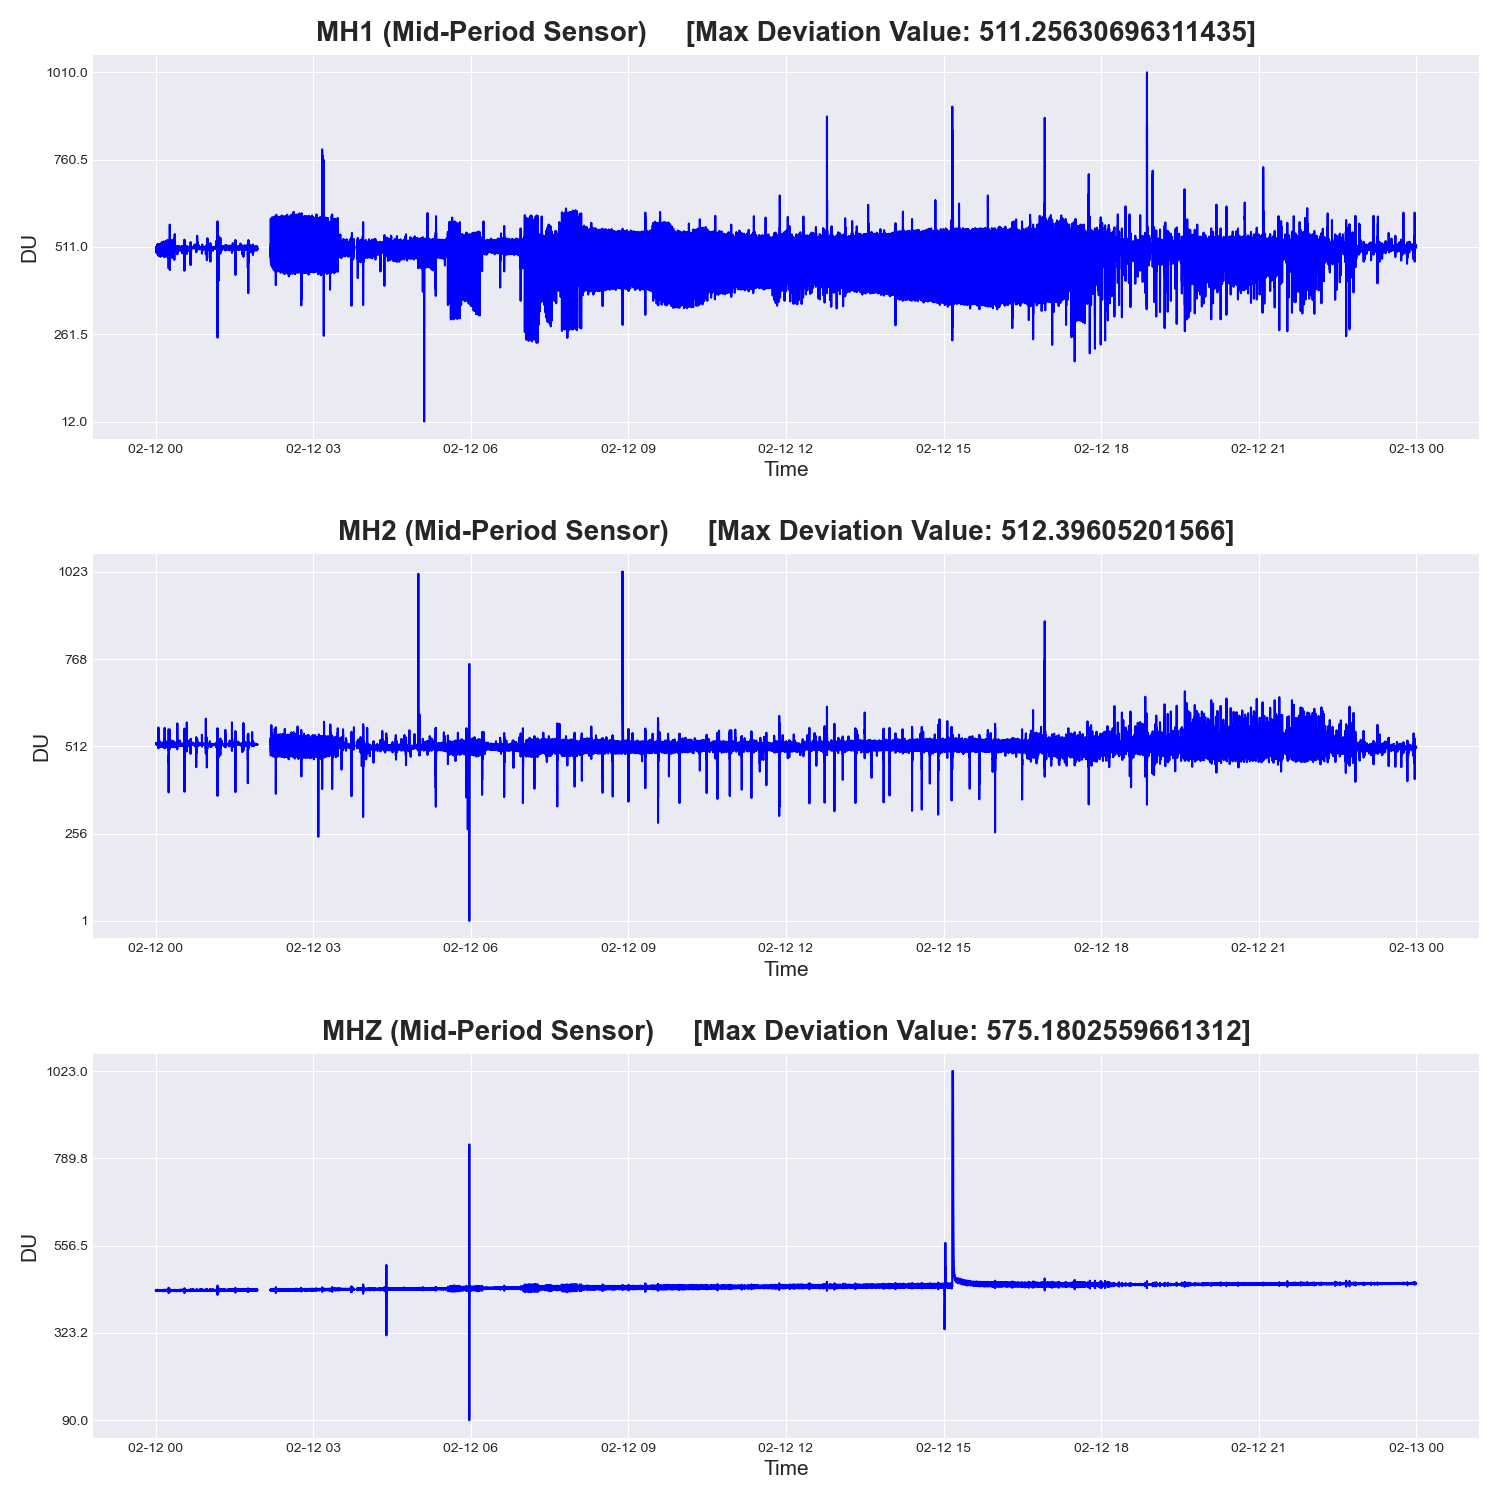 MH1 (Mid-Period Sensor) [Max Deviation Value: 511.25630696311435]
1010.0
760.5
511.0
261.5
12.0
DU
02-12 00 02-12 03 02-12 06 02-12 09 02-12 12 02-12 15 02-12 18 02-12 21 02-13 00
Time
MH2 (Mid-Period Sensor) [Max Deviation Value: 512.39605201566]
1023
768
512
256
1
DU
02-12 00 02-12 03 02-12 06 02-12 09 02-12 12 02-12 15 02-12 18 02-12 21 02-13 00
Time
MHZ (Mid-Period Sensor) [Max Deviation Value: 575.1802559661312]
1023.0
789.8
556.5
323.2
90.0
DU
02-12 00 02-12 03 02-12 06 02-12 09 02-12 12 02-12 15 02-12 18 02-12 21 02-13 00
Time